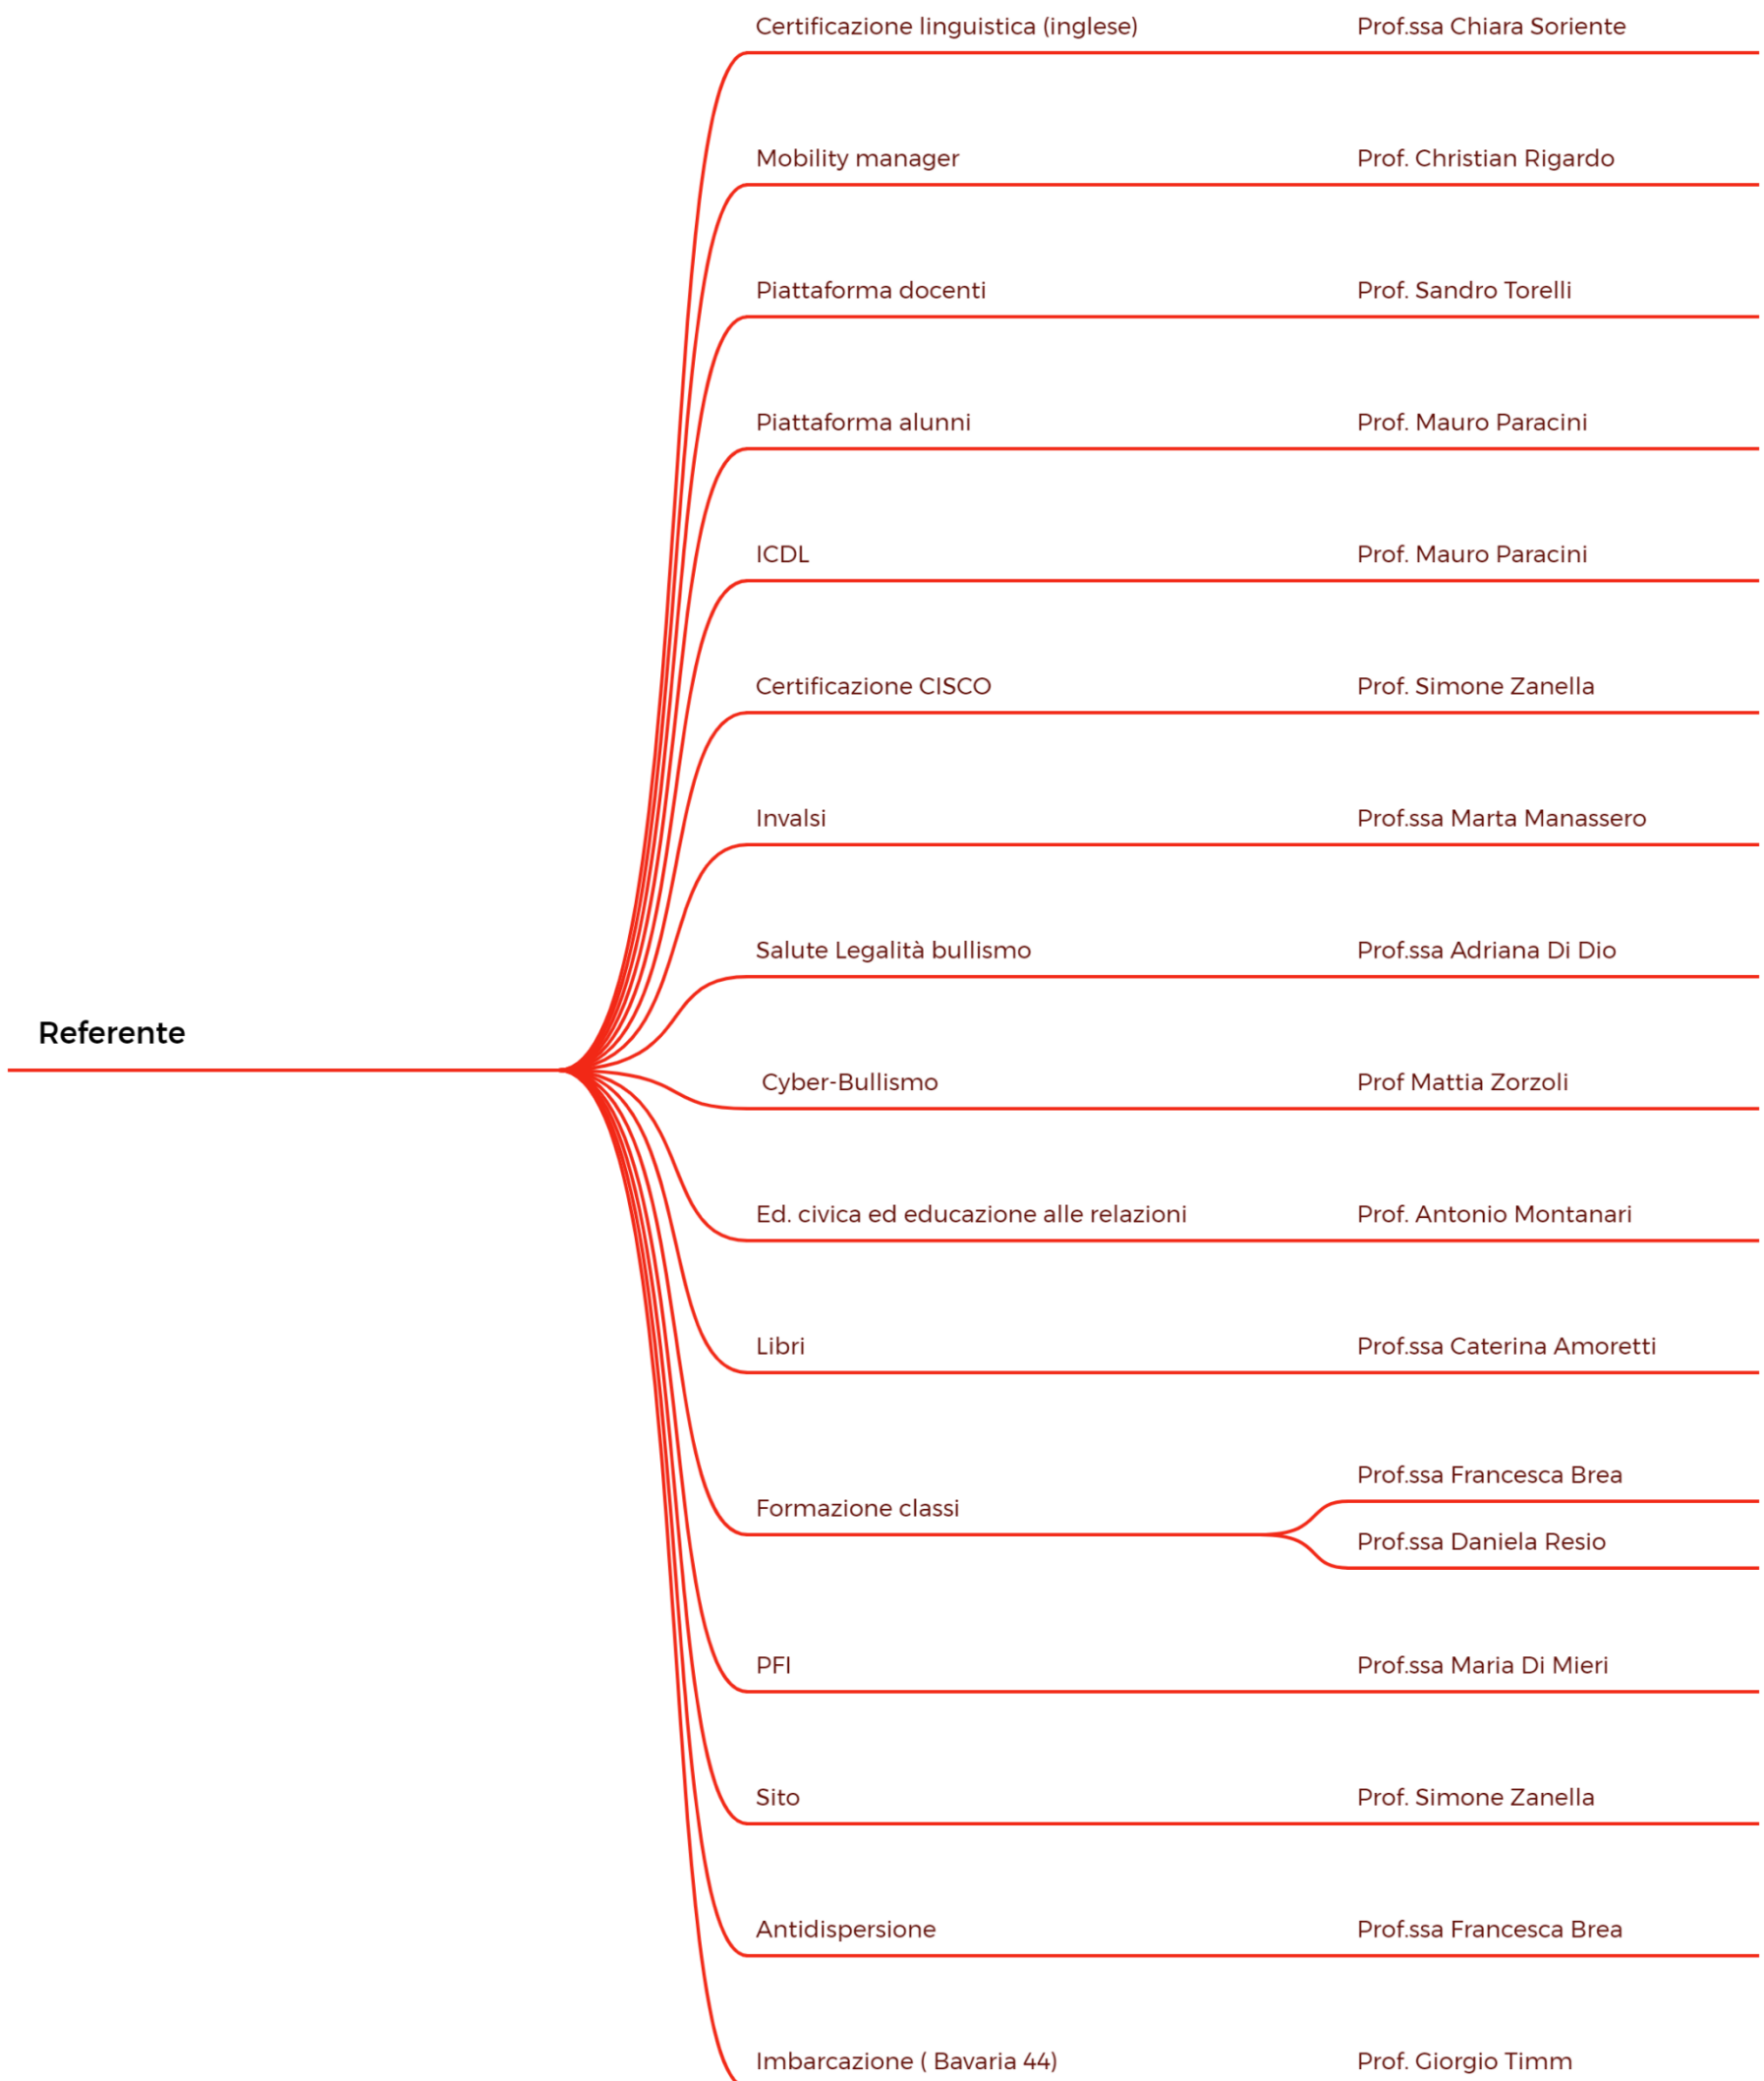 Certificazione linguistica (inglese) Prof.ssa Chiara Soriente
Mobility manager Prof. Christian Rigardo
Piattaforma docenti Prof. Sandro Torelli
Piattaforma alunni Prof. Mauro Paracini
ICDL Prof. Mauro Paracini
Certificazione CISCO Prof. Simone Zanella
Invalsi Prof.ssa Marta Manassero
Salute Legalità bullismo Prof.ssa Adriana Di Dio
Referente
Cyber-Bullismo Prof Mattia Zorzoli
Ed. civica ed educazione alle relazioni Prof. Antonio Montanari
Libri Prof.ssa Caterina Amoretti
Formazione classi
Prof.ssa Francesca Brea
Prof.ssa Daniela Resio
PFI Prof.ssa Maria Di Mieri
Sito Prof. Simone Zanella
Antidispersione Prof.ssa Francesca Brea
Imbarcazione ( Bavaria 44) Prof. Giorgio Timm